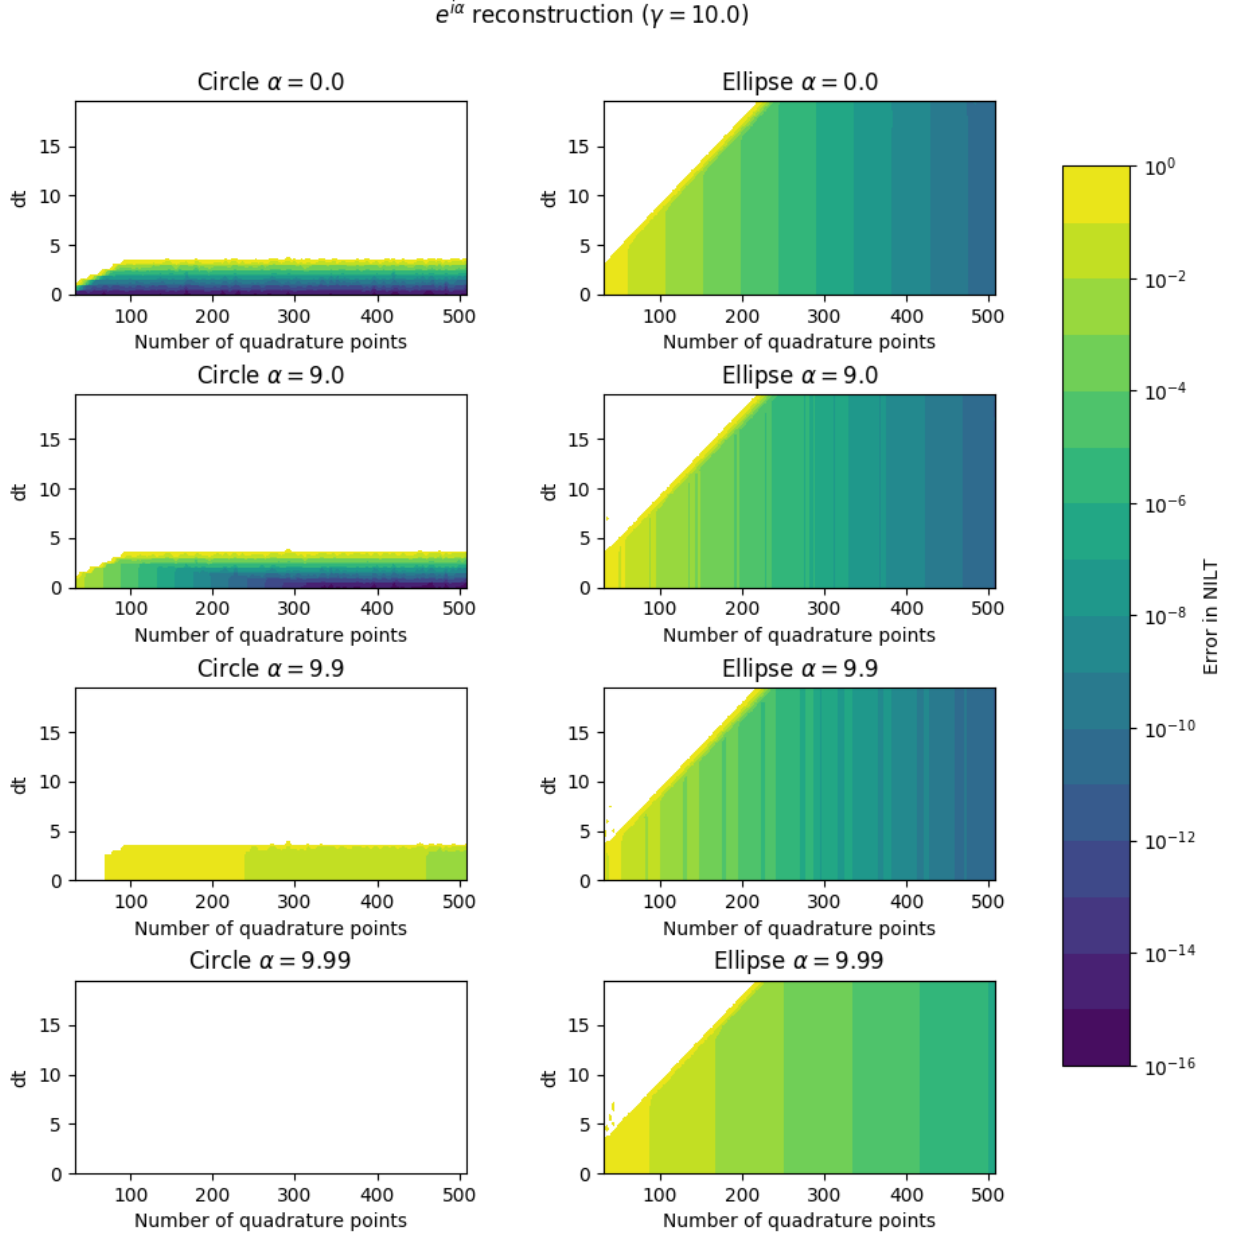 e^{iα} reconstruction (γ = 10.0)
Circle α = 0.0
dt
15
10
5
0
100 200 300 400 500
Number of quadrature points
Ellipse α = 0.0
dt
15
10
5
0
100 200 300 400 500
Number of quadrature points
Circle α = 9.0
dt
15
10
5
0
100 200 300 400 500
Number of quadrature points
Ellipse α = 9.0
dt
15
10
5
0
100 200 300 400 500
Number of quadrature points
Circle α = 9.9
dt
15
10
5
0
100 200 300 400 500
Number of quadrature points
Ellipse α = 9.9
dt
15
10
5
0
100 200 300 400 500
Number of quadrature points
Circle α = 9.99
dt
15
10
5
0
100 200 300 400 500
Number of quadrature points
Ellipse α = 9.99
dt
15
10
5
0
100 200 300 400 500
Number of quadrature points
10⁰
10⁻²
10⁻⁴
10⁻⁶
10⁻⁸
10⁻¹⁰
10⁻¹²
10⁻¹⁴
10⁻¹⁶
Error in NILT